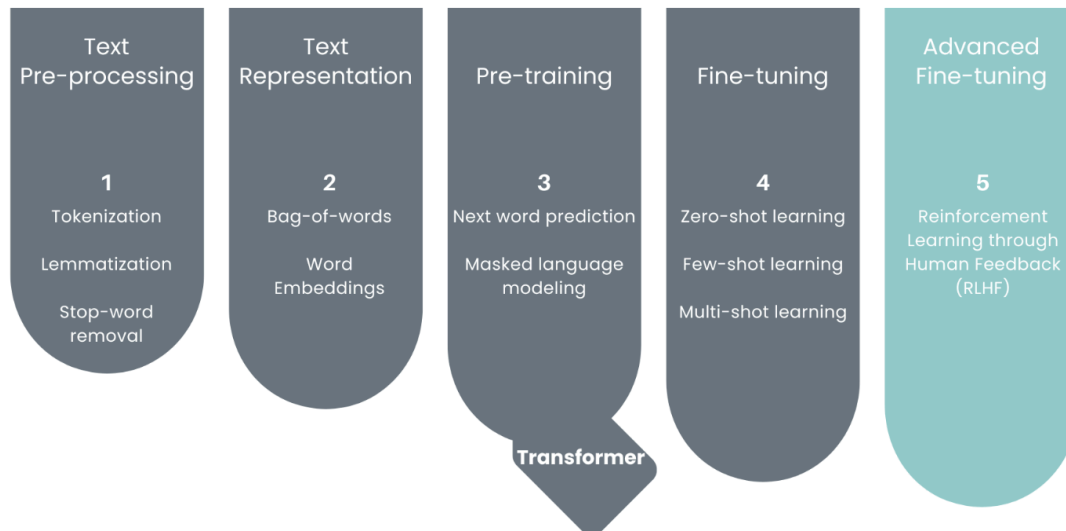 Text
Pre-processing
1
Tokenization
Lemmatization
Stop-word
removal
Text
Representation
2
Bag-of-words
Word
Embeddings
Pre-training
3
Next word prediction
Masked language
modeling
Transformer
Fine-tuning
4
Zero-shot learning
Few-shot learning
Multi-shot learning
Advanced
Fine-tuning
5
Reinforcement
Learning through
Human Feedback
(RLHF)